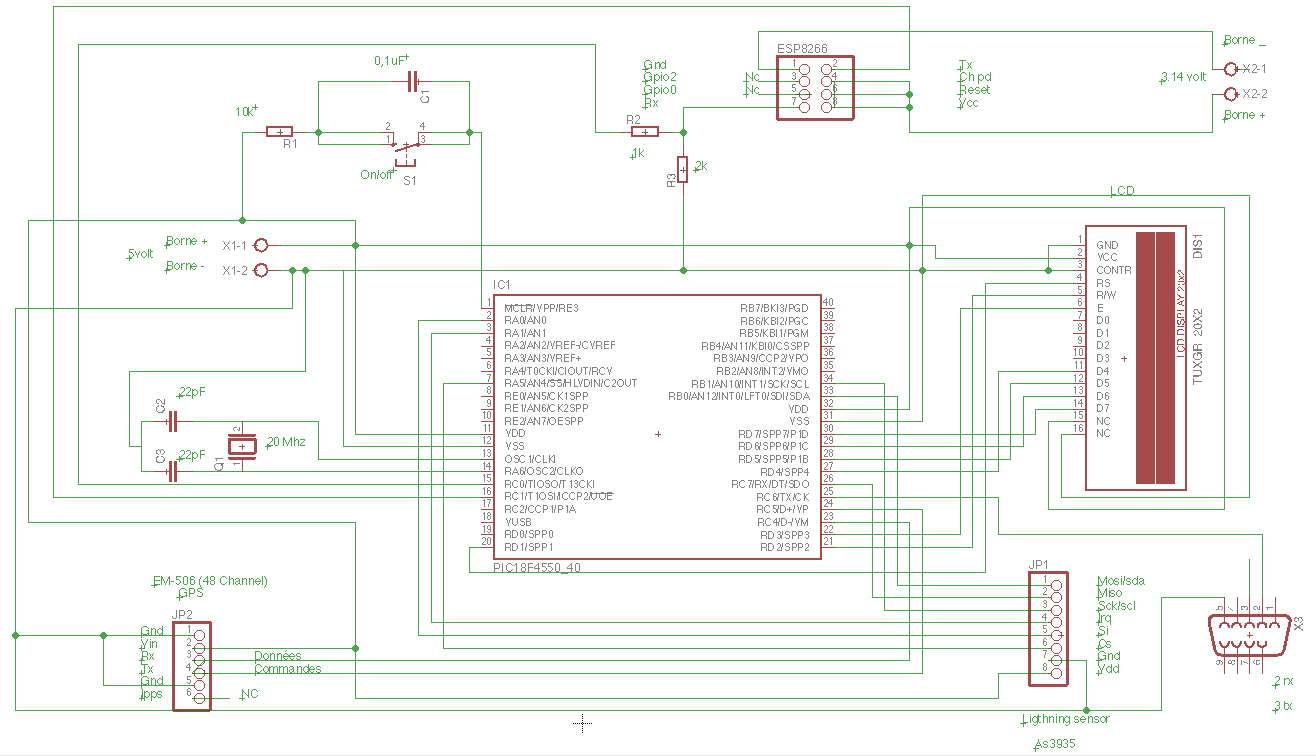 ESP8266
Borne _
X2-1
X2-2
Borne +
3.14 volt
Gnd
Gpio2
Gpio0
Rx
Nc
Nc
1 2
3 4
5 6
7 8
Tx
Ch pd
Reset
Vcc
0,1uF
C1
10k
R1
2 4
1 3
On/off
S1
R2
1k
R3
2k
LCD
Borne +
X1-1
5volt
Borne -
X1-2
DIS1
LCD DISPLAY 20x2
TUXGR 20X2
1 GND
2 VCC
3 CONTR
4 RS
5 R/W
6 E
7 D0
8 D1
9 D2
10 D3
11 D4
12 D5
13 D6
14 D7
15 NC
16 NC
IC1
1 MCLR/VPP/RE3
2 RA0/AN0
3 RA1/AN1
4 RA2/AN2/VREF-/CVREF
5 RA3/AN3/VREF+
6 RA4/T0CKI/CIOUT/RCV
7 RA5/AN4/SS/HLVDIN/C2OUT
8 RE0/AN5/CK1SPP
9 RE1/AN6/CK2SPP
10 RE2/AN7/OESPP
11 VDD
12 VSS
13 OSC1/CLKI
14 RA6/OSC2/CLKO
15 RC0/TIOSO/T13CKI
16 RC1/T1OSI/CCP2/UOE
17 RC2/CCP1/P1A
18 VUSB
19 RD0/SPP0
20 RD1/SPP1
RB7/BKI3/PGD 40
RB6/KBI2/PGC 39
RB5/KBI1/PGM 38
RB4/AN11/KBI0/CSSPP 37
RB3/AN9/CCP2/VPO 36
RB2/AN8/INT2/VMO 35
RB1/AN10/INT1/SCK/SCL 34
RB0/AN12/INT0/LFT0/SDI/SDA 33
VDD 32
VSS 31
RD7/SPP7/P1D 30
RD6/SPP6/P1C 29
RD5/SPP5/P1B 28
RD4/SPP4 27
RC7/RX/DT/SDO 26
RC6/TX/CK 25
RC5/D+/VP 24
RC4/D-/VM 23
RD3/SPP3 22
RD2/SPP2 21
PIC18F4550_40
22pF
C2
C3
22pF
2
1
Q1
20 Mhz
EM-506 (48 Channel)
GPS
JP2
Gnd 1
Vin 2
Rx 3
Tx 4
Gnd 5
Ipps 6
Données
Commandes
NC
JP1
1 Mosi/sda
2 Miso
3 Sck/scl
4 Irq
5 Si
6 Cs
7 Gnd
8 Vdd
Ligthning sensor
As3935
5 4 3 2 1
9 8 7 6
X3
2 rx
3 tx